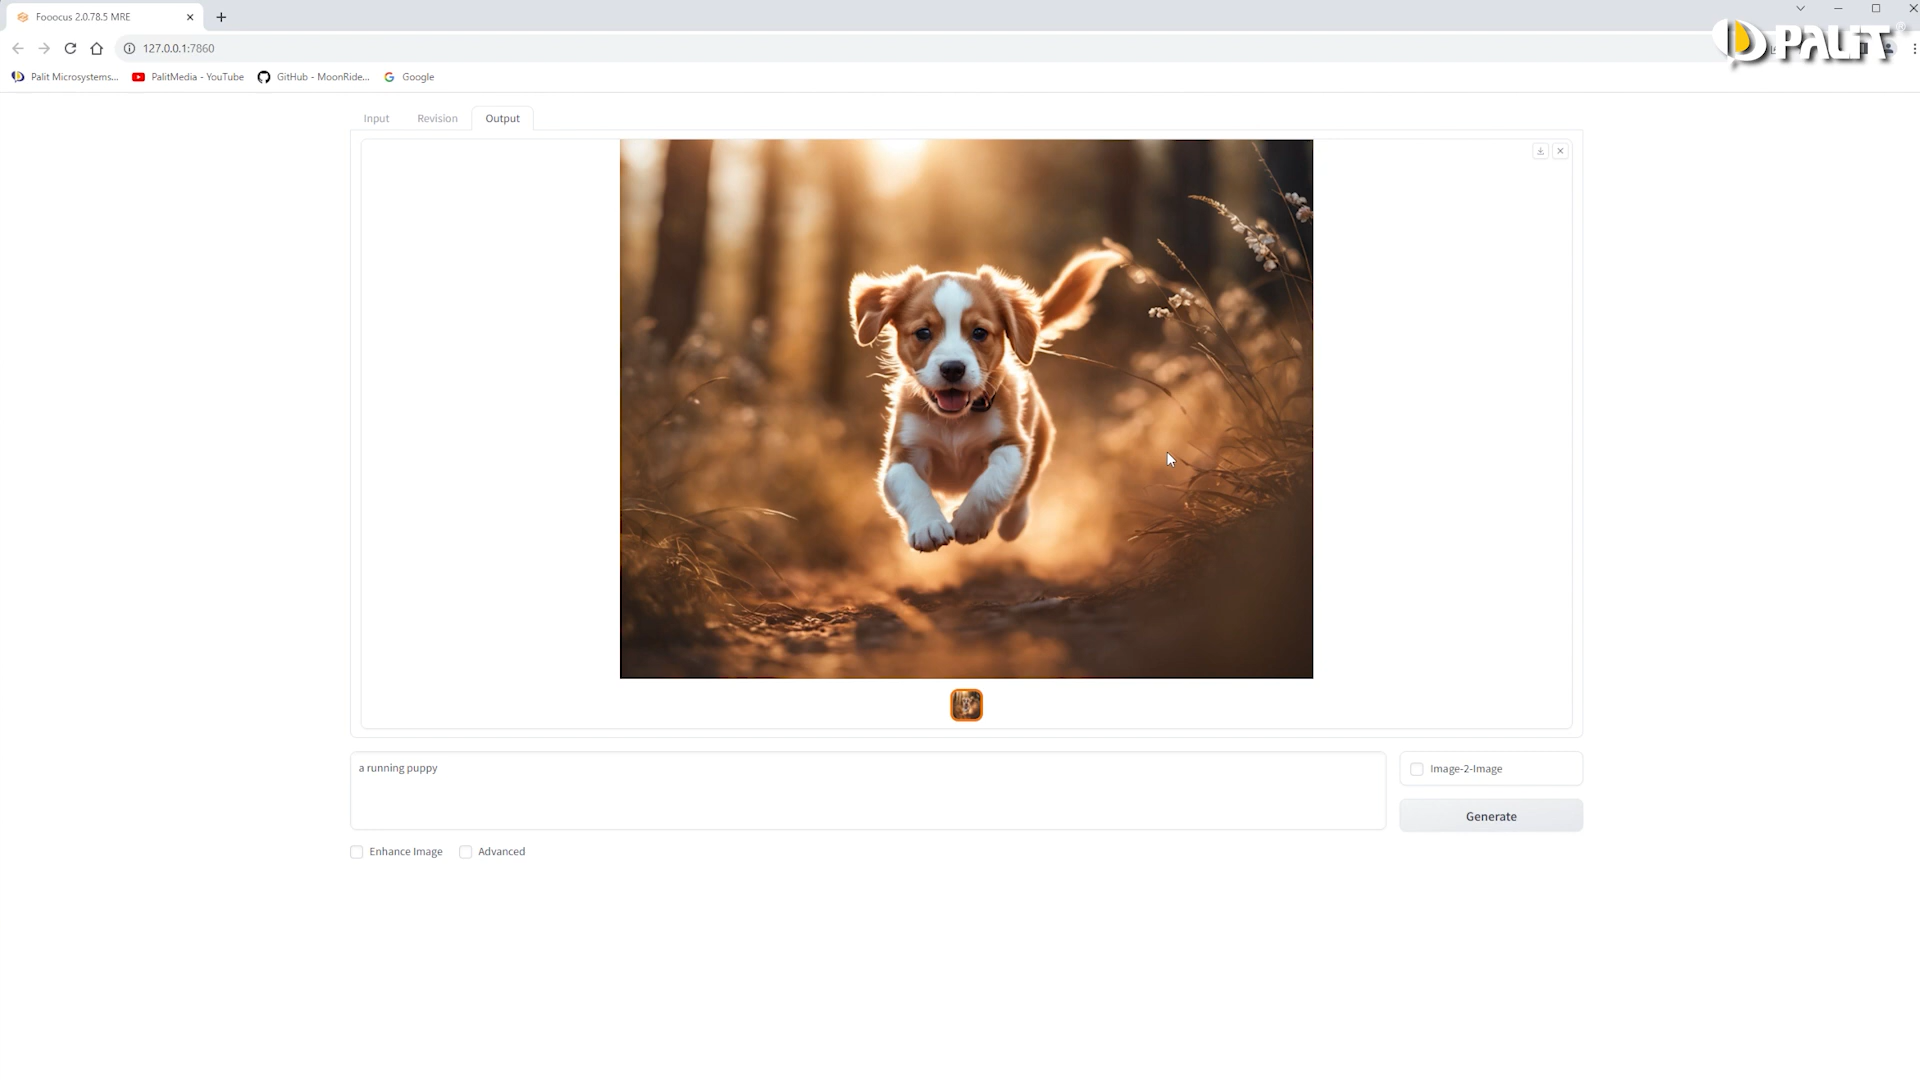 Fooocus 2.0.78.5 MRE
127.0.0.1:7860
PALIT
Palit Microsystems...
PalitMedia - YouTube
GitHub - MoonRide...
Google
Input
Revision
Output
a running puppy
Image-2-Image
Generate
Enhance Image
Advanced